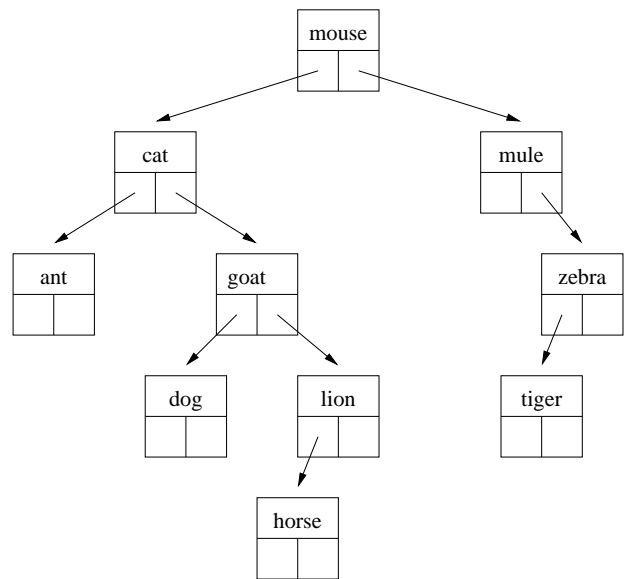 mouse
cat
mule
ant
goat
zebra
dog
lion
tiger
horse